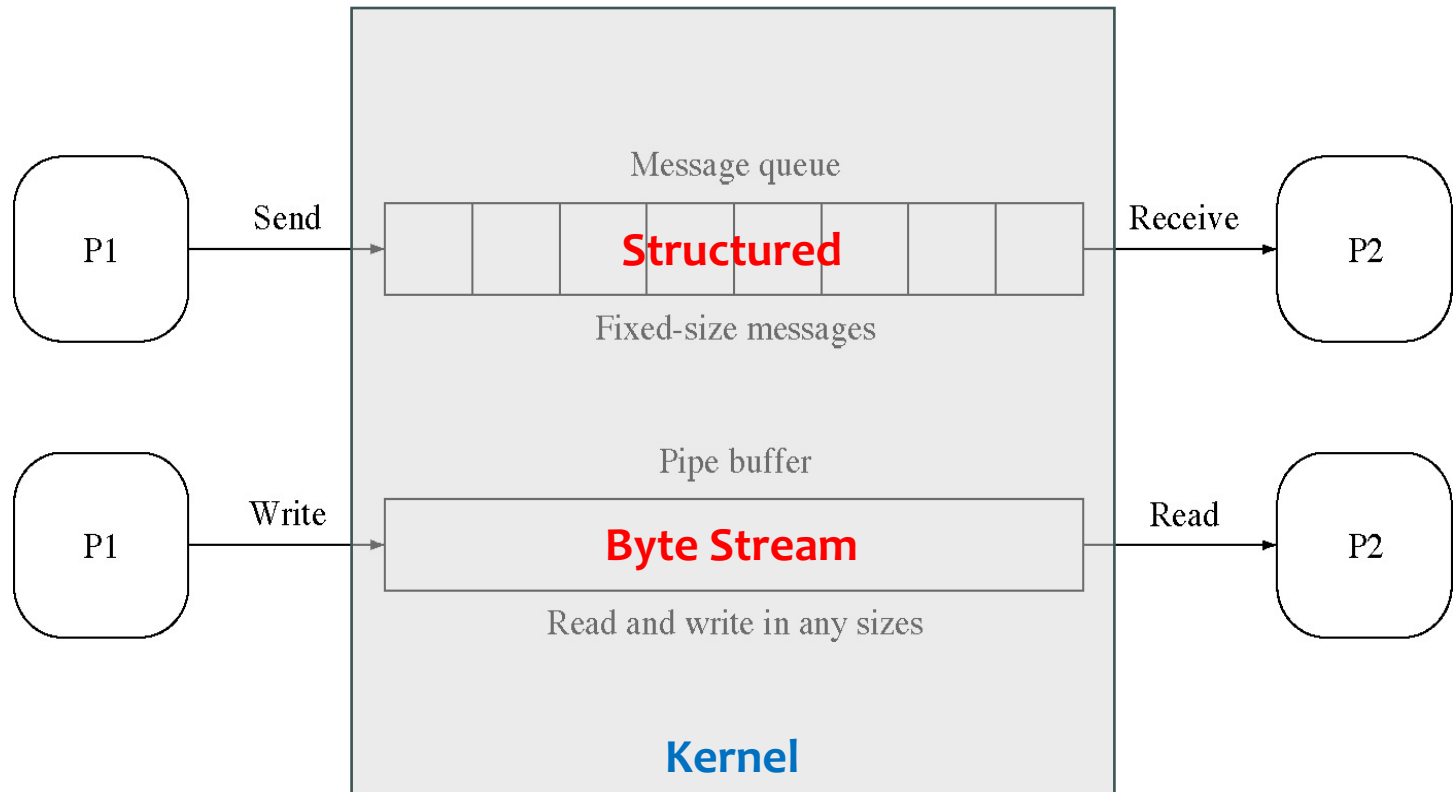 Message queue
P1
Send
Structured
Receive
P2
Fixed-size messages
Pipe buffer
P1
Write
Byte Stream
Read
P2
Read and write in any sizes
Kernel